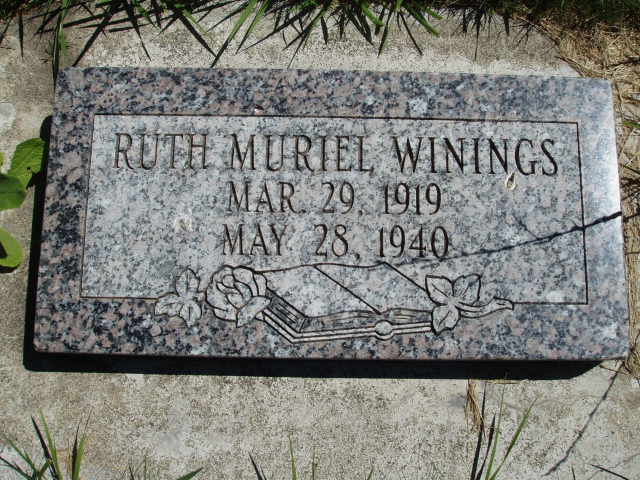 RUTH MURIEL WININGS
MAR. 29, 1919
MAY 28, 1940